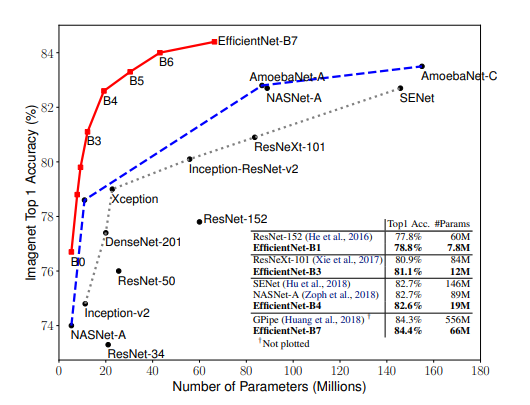 84
82
80
78
76
74
0
20
40
60
80
100
120
140
160
180
Number of Parameters (Millions)
Imagenet Top 1 Accuracy (%)
EfficientNet-B7
B6
B5
B4
B3
B0
AmoebaNet-A
AmoebaNet-C
NASNet-A
SENet
ResNeXt-101
Inception-ResNet-v2
Xception
ResNet-152
DenseNet-201
ResNet-50
Inception-v2
NASNet-A
ResNet-34
Top1 Acc. #Params
ResNet-152 (He et al., 2016) 77.8% 60M
EfficientNet-B1 78.8% 7.8M
ResNeXt-101 (Xie et al., 2017) 80.9% 84M
EfficientNet-B3 81.1% 12M
SENet (Hu et al., 2018) 82.7% 146M
NASNet-A (Zoph et al., 2018) 82.7% 89M
EfficientNet-B4 82.6% 19M
GPipe (Huang et al., 2018) † 84.3% 556M
EfficientNet-B7 84.4% 66M
†Not plotted